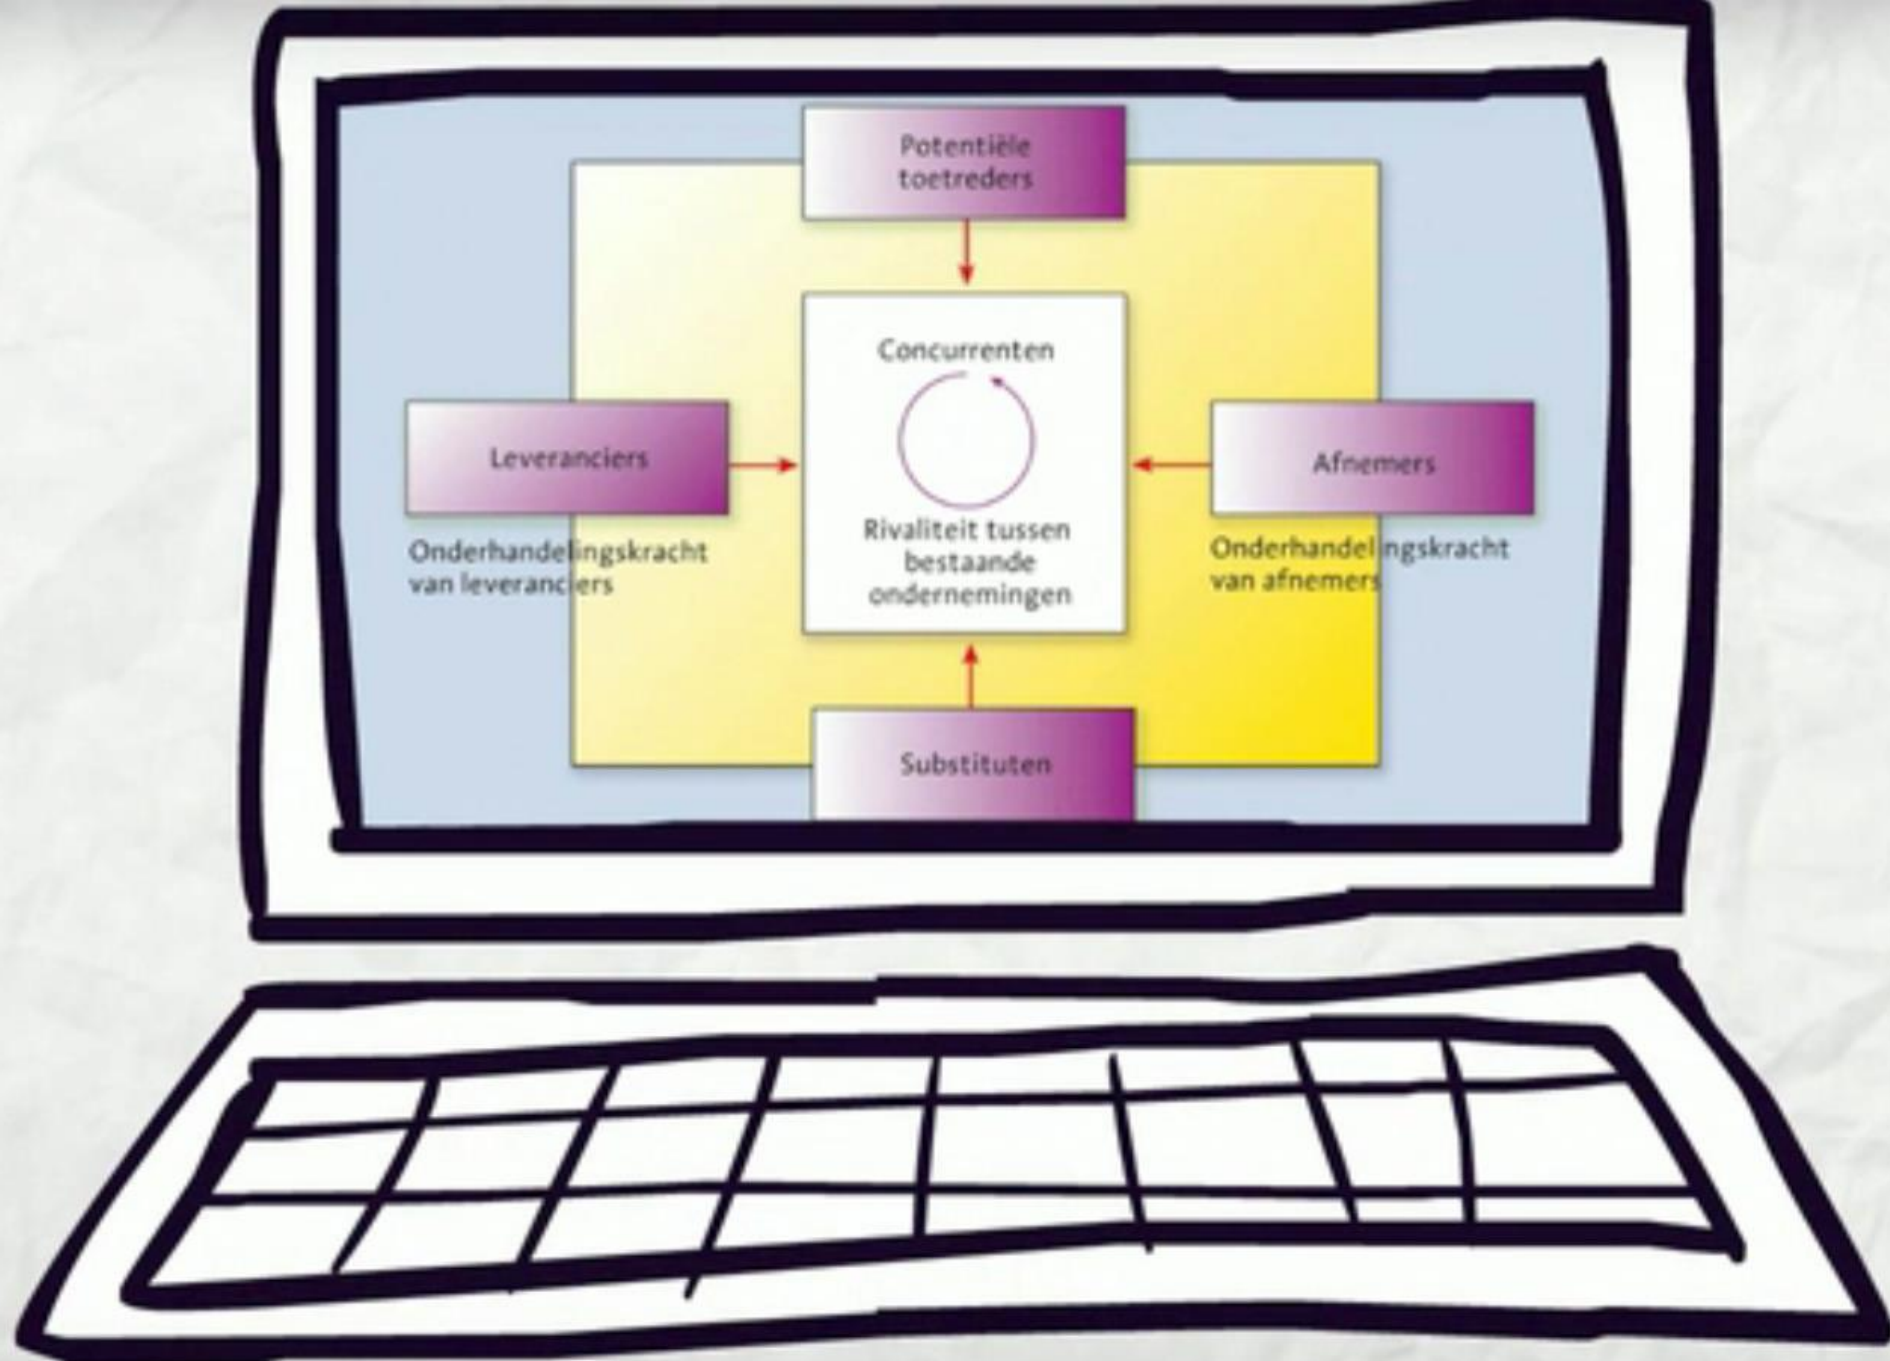 Potentiële
toetreders
Concurrenten
Leveranciers
Afnemers
Rivaliteit tussen
bestaande
ondernemingen
Onderhandelingskracht
van leveranciers
Onderhandelingskracht
van afnemers
Substituten